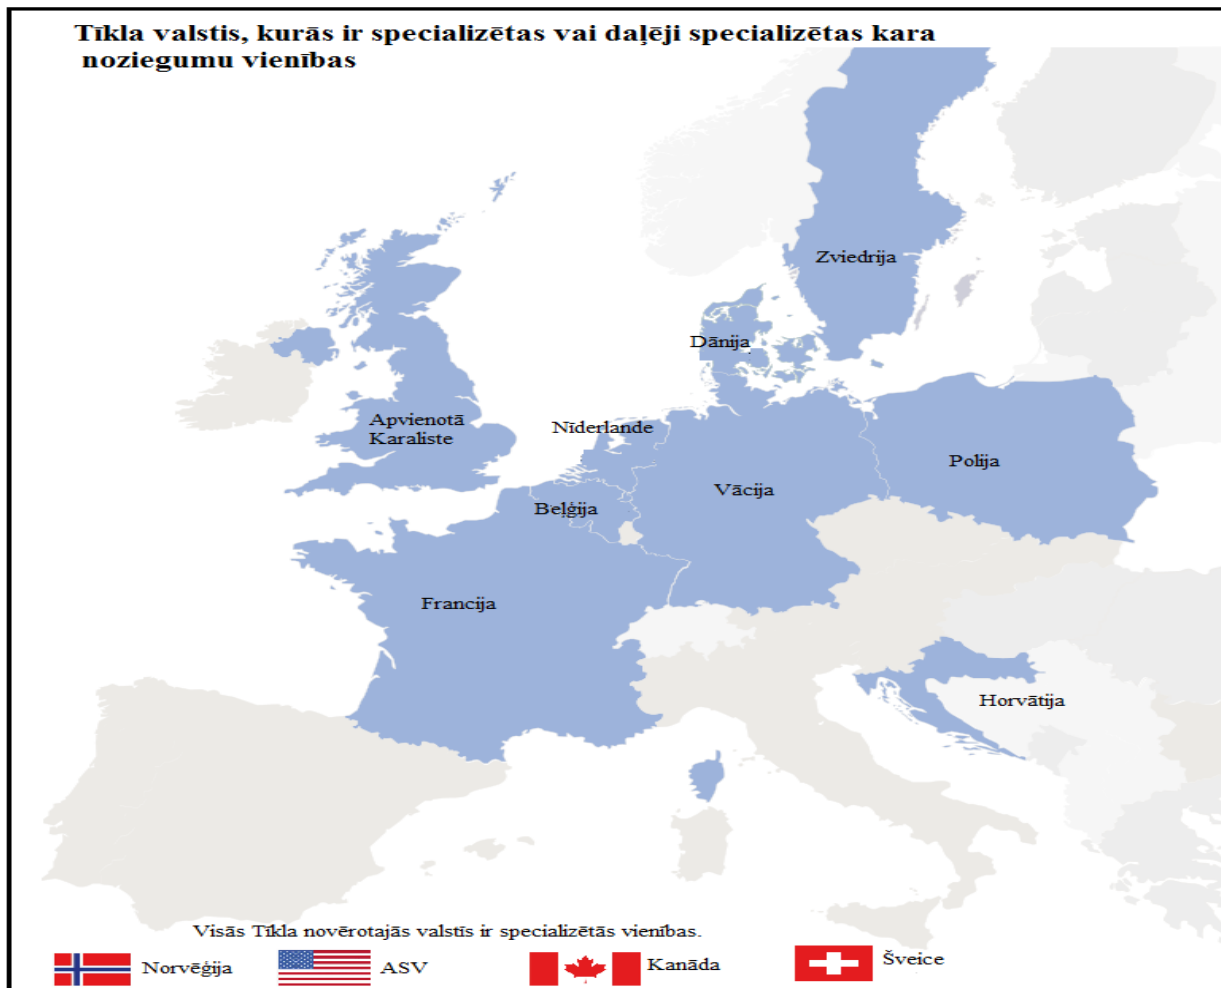 Tīkla valstis, kurās ir specializētas vai daļēji specializētas kara
noziegumu vienības
Zviedrija
Dānija
Apvienotā
Karaliste
Nīderlande
Polija
Vācija
Beļģija
Francija
Horvātija
Visās Tīkla novērotajās valstīs ir specializētās vienības.
Norvēģija
ASV
Kanāda
Šveice